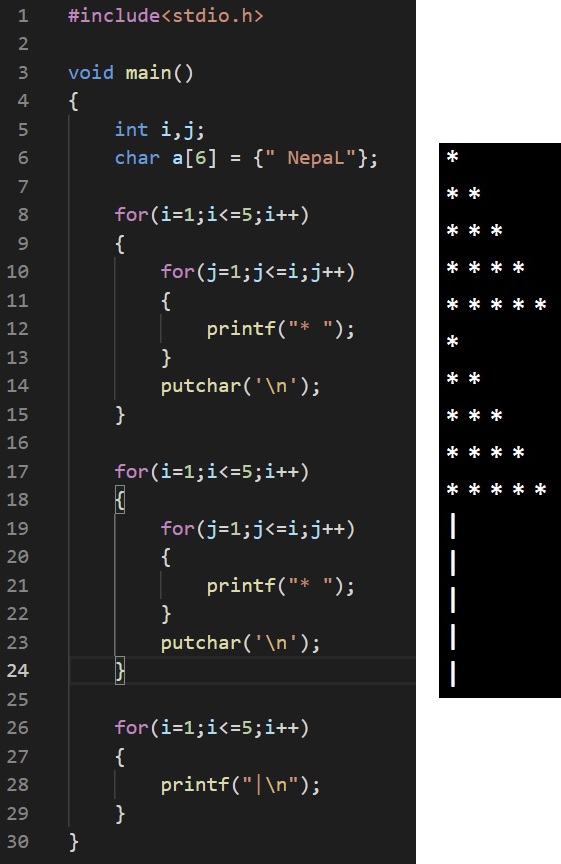 1 #include<stdio.h>
2
3 void main()
4 {
5     int i,j;
6     char a[6] = {" NepaL"};
7
8     for(i=1;i<=5;i++)
9     {
10         for(j=1;j<=i;j++)
11         {
12             printf("* ");
13         }
14         putchar('\n');
15     }
16
17     for(i=1;i<=5;i++)
18     {
19         for(j=1;j<=i;j++)
20         {
21             printf("* ");
22         }
23         putchar('\n');
24     }
25
26     for(i=1;i<=5;i++)
27     {
28         printf("|\n");
29     }
30 }
*
* *
* * *
* * * *
* * * * *
*
* *
* * *
* * * *
* * * * *
|
|
|
|
|